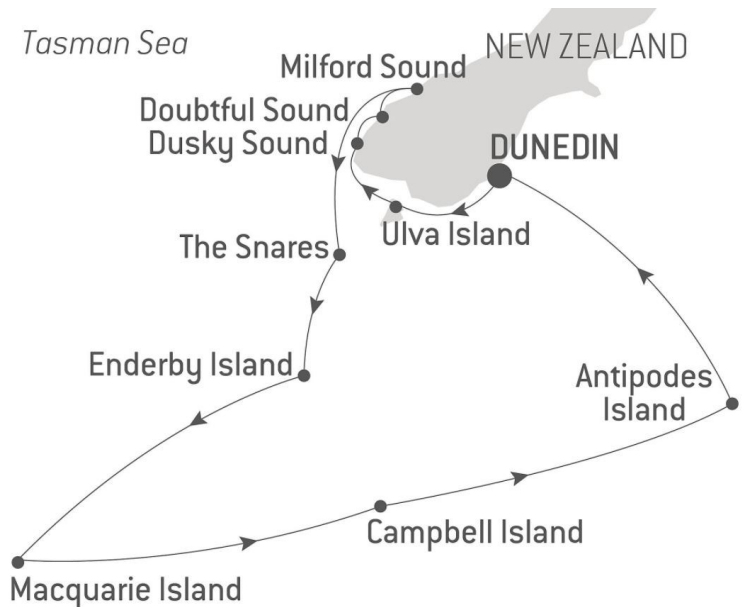 Tasman Sea
NEW ZEALAND
Milford Sound
Doubtful Sound
Dusky Sound
DUNEDIN
Ulva Island
The Snares
Enderby Island
Antipodes
Island
Campbell Island
Macquarie Island